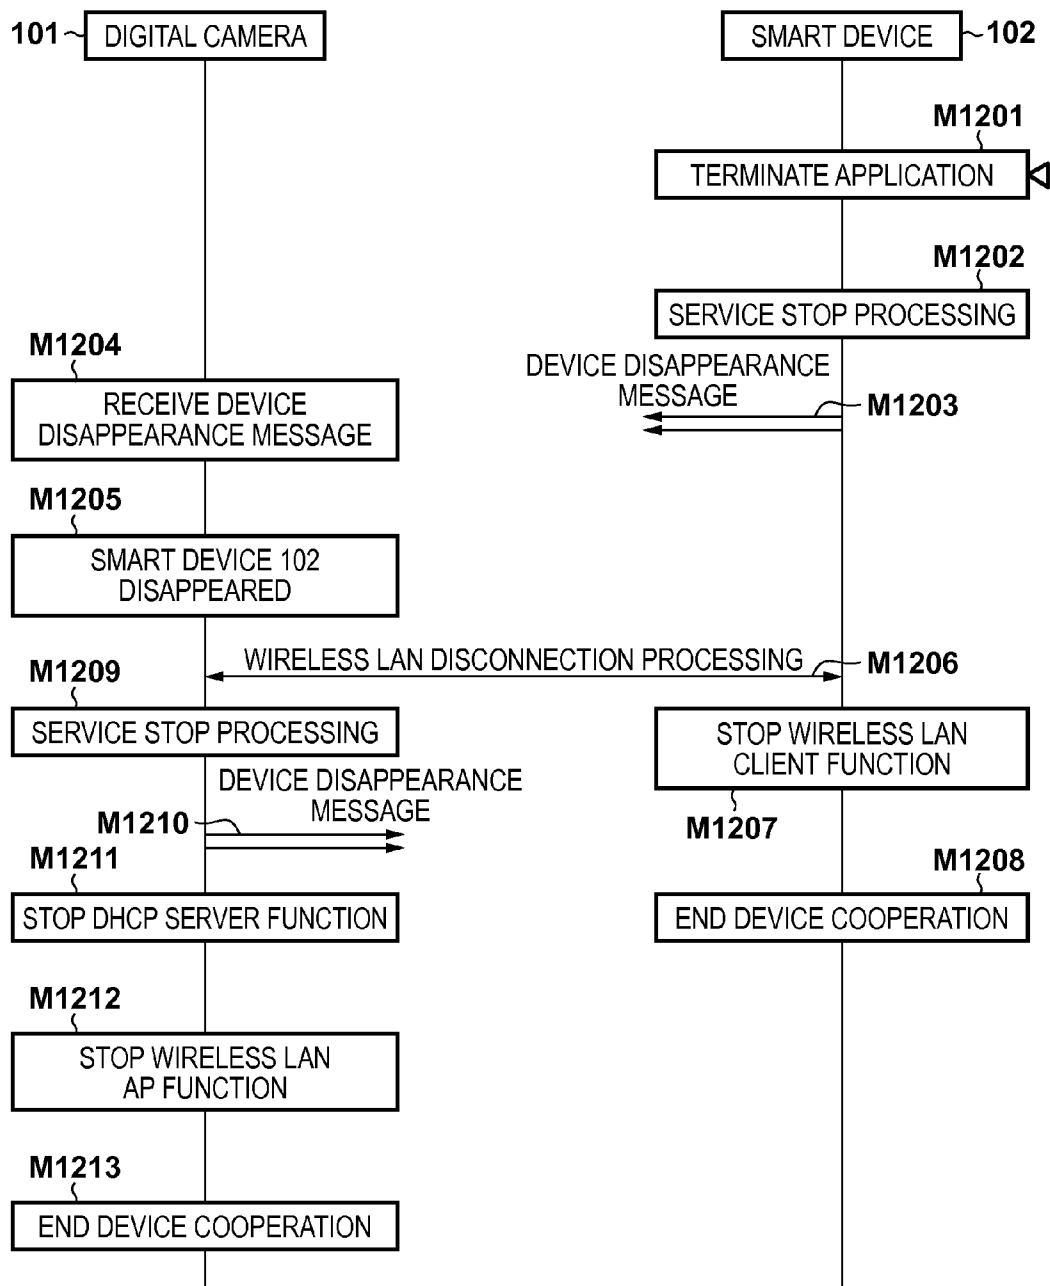 101
DIGITAL CAMERA
SMART DEVICE
102
M1201
TERMINATE APPLICATION
M1202
SERVICE STOP PROCESSING
M1204
RECEIVE DEVICE
DISAPPEARANCE MESSAGE
DEVICE DISAPPEARANCE
MESSAGE
M1203
M1205
SMART DEVICE 102
DISAPPEARED
WIRELESS LAN DISCONNECTION PROCESSING
M1206
M1209
SERVICE STOP PROCESSING
STOP WIRELESS LAN
CLIENT FUNCTION
M1207
DEVICE DISAPPEARANCE
MESSAGE
M1210
M1211
STOP DHCP SERVER FUNCTION
M1208
END DEVICE COOPERATION
M1212
STOP WIRELESS LAN
AP FUNCTION
M1213
END DEVICE COOPERATION